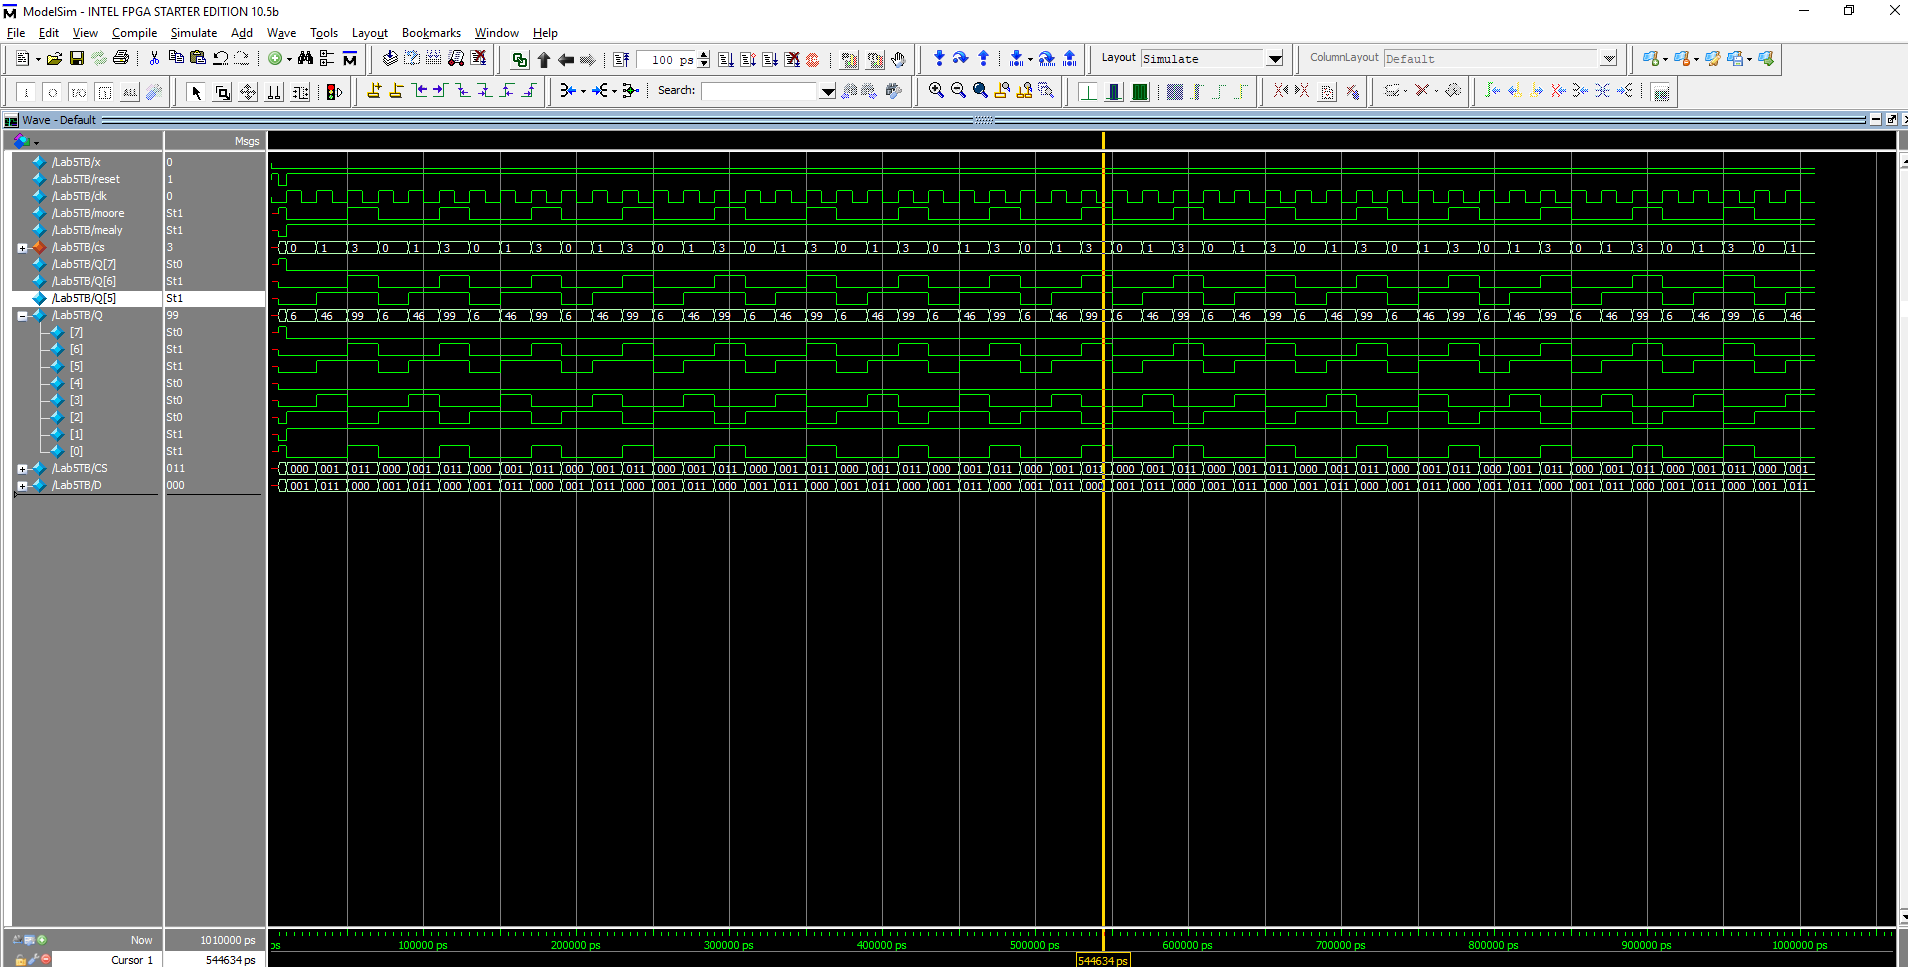 ModelSim - INTEL FPGA STARTER EDITION 10.5b
File Edit View Compile Simulate Add Wave Tools Layout Bookmarks Window Help
100 ps Layout Simulate ColumnLayout Default
ALL Search:
Wave - Default
Msgs
/Lab5TB/x 0
/Lab5TB/reset 1
/Lab5TB/clk 0
/Lab5TB/moore St1
/Lab5TB/mealy St1
/Lab5TB/cs 3 0 1 3 0 1 3 0 1 3 0 1 3 0 1 3 0 1 3 0 1 3 0 1 3 0 1 3 0 1 3 0 1 3 0 1 3 0 1 3 0 1 3 0 1 3 0 1 3 0 1
/Lab5TB/Q[7] St0
/Lab5TB/Q[6] St1
/Lab5TB/Q[5] St1
/Lab5TB/Q 99 6 46 99 6 46 99 6 46 99 6 46 99 6 46 99 6 46 99 6 46 99 6 46 99 6 46 99 6 46 99 6 46 99 6 46 99 6 46 99 6 46 99 6 46 99 6 46 99 6 46
[7] St0
[6] St1
[5] St1
[4] St0
[3] St0
[2] St0
[1] St1
[0] St1
/Lab5TB/CS 011 000 001 011 000 001 011 000 001 011 000 001 011 000 001 011 000 001 011 000 001 011 000 001 011 000 001 011 000 001 011 000 001 011 000 001 011 000 001 011 000 001 011 000 001 011 000 001 011 000 001
/Lab5TB/D 000 001 011 000 001 011 000 001 011 000 001 011 000 001 011 000 001 011 000 001 011 000 001 011 000 001 011 000 001 011 000 001 011 000 001 011 000 001 011 000 001 011 000 001 011 000 001 011 000 001 011
Now 1010000 ps ps 100000 ps 200000 ps 300000 ps 400000 ps 500000 ps 600000 ps 700000 ps 800000 ps 900000 ps 1000000 ps
Cursor 1 544634 ps 544634 ps